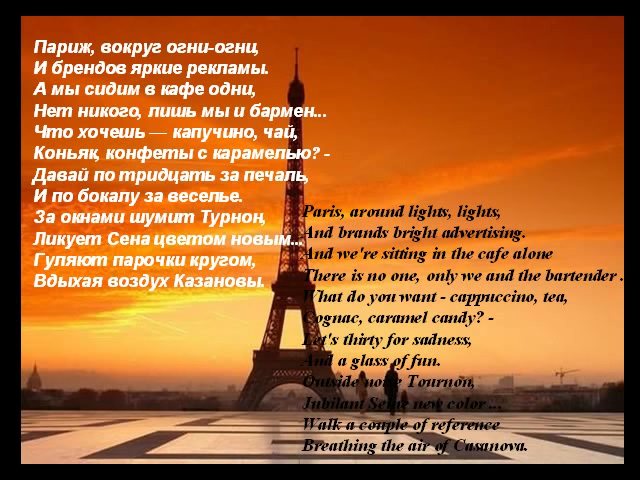 Париж, вокруг огни-огни,
И брендов яркие рекламы.
А мы сидим в кафе одни,
Нет никого, лишь мы и бармен...
Что хочешь — капучино, чай,
Коньяк, конфеты с карамелью? -
Давай по тридцать за печаль,
И по бокалу за веселье.
За окнами шумит Турнон,
Ликует Сена цветом новым...
Гуляют парочки кругом,
Вдыхая воздух Казановы.
Paris, around lights, lights,
And brands bright advertising.
And we're sitting in the cafe alone
There is no one, only we and the bartender ...
What do you want - cappuccino, tea,
Cognac, caramel candy? -
Let's thirty for sadness,
And a glass of fun.
Outside noise Tournon,
Jubilant Seine new color ...
Walk a couple of reference
Breathing the air of Casanova.